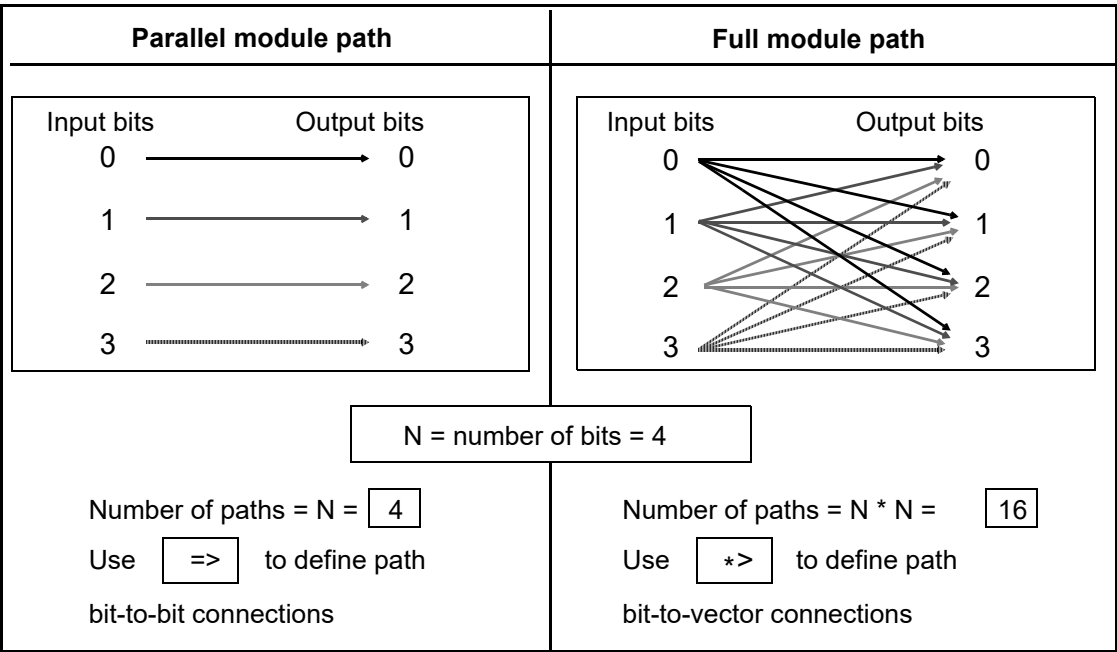 Parallel module path
Full module path
Input bits Output bits
0 0
1 1
2 2
3 3
Input bits Output bits
0 0
1 1
2 2
3 3
N = number of bits = 4
Number of paths = N = 4
Use => to define path
bit-to-bit connections
Number of paths = N * N = 16
Use *> to define path
bit-to-vector connections